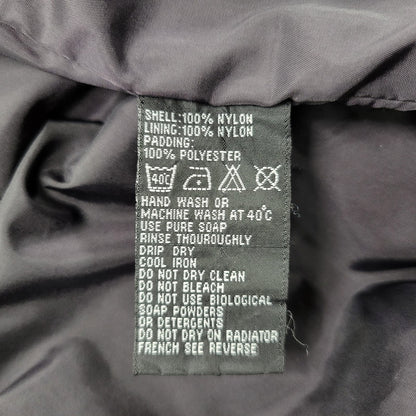 SHELL:100% NYLON
LINING:100% NYLON
PADDING:
100% POLYESTER
40C
HAND WASH OR
MACHINE WASH AT 40°C
USE PURE SOAP
RINSE THOUROUGHLY
DRIP DRY
COOL IRON
DO NOT DRY CLEAN
DO NOT BLEACH
DO NOT USE BIOLOGICAL
SOAP POWDERS
OR DETERGENTS
DO NOT DRY ON RADIATOR
FRENCH SEE REVERSE